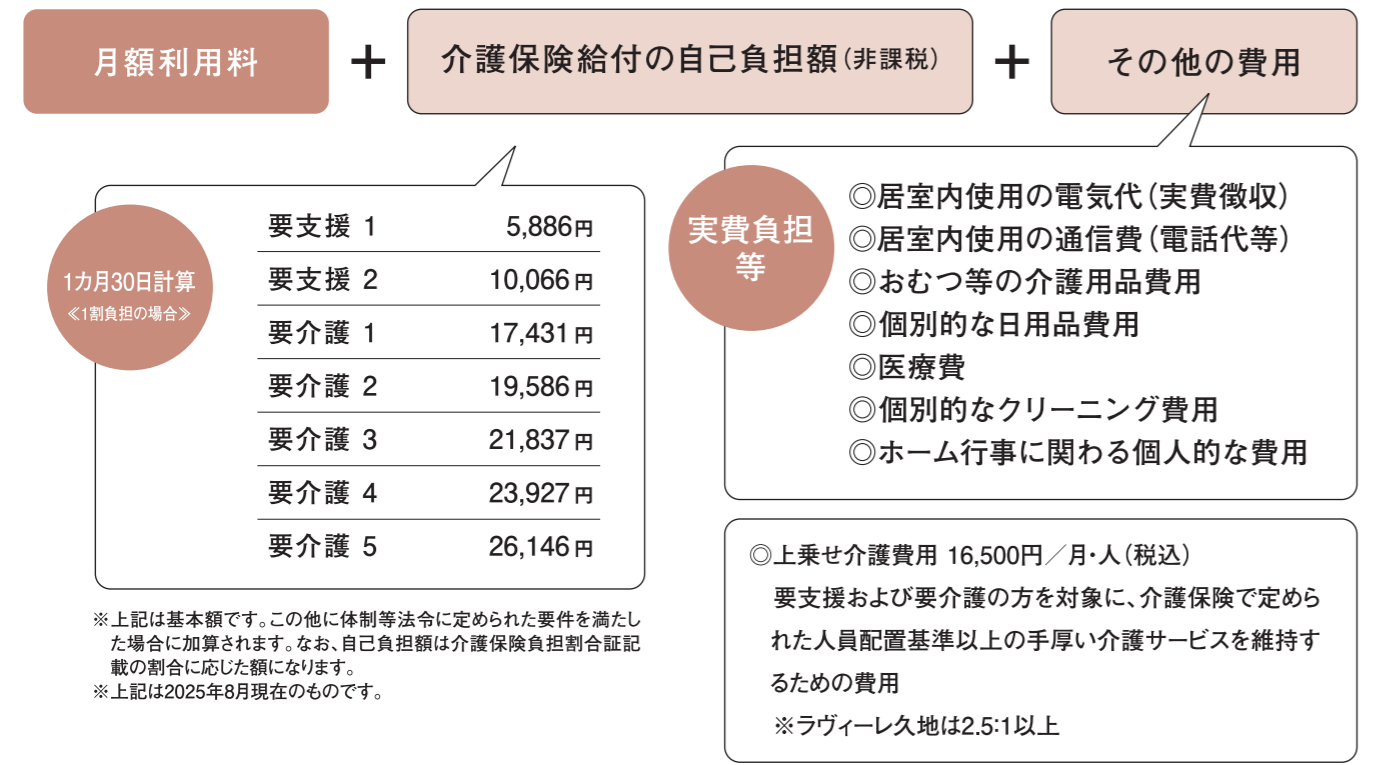 月額利用料 + 介護保険給付の自己負担額(非課税) + その他の費用
1カ月30日計算
≪1割負担の場合≫
要支援 1 5,886円
要支援 2 10,066円
要介護 1 17,431円
要介護 2 19,586円
要介護 3 21,837円
要介護 4 23,927円
要介護 5 26,146円
※上記は基本額です。この他に体制等法令に定められた要件を満たし
た場合に加算されます。なお、自己負担額は介護保険負担割合証記
載の割合に応じた額になります。
※上記は2025年8月現在のものです。
実費負担
等
◎居室内使用の電気代(実費徴収)
◎居室内使用の通信費(電話代等)
◎おむつ等の介護用品費用
◎個別的な日用品費用
◎医療費
◎個別的なクリーニング費用
◎ホーム行事に関わる個人的な費用
◎上乗せ介護費用 16,500円/月・人(税込)
要支援および要介護の方を対象に、介護保険で定めら
れた人員配置基準以上の手厚い介護サービスを維持す
るための費用
※ラヴィーレ久地は2.5:1以上